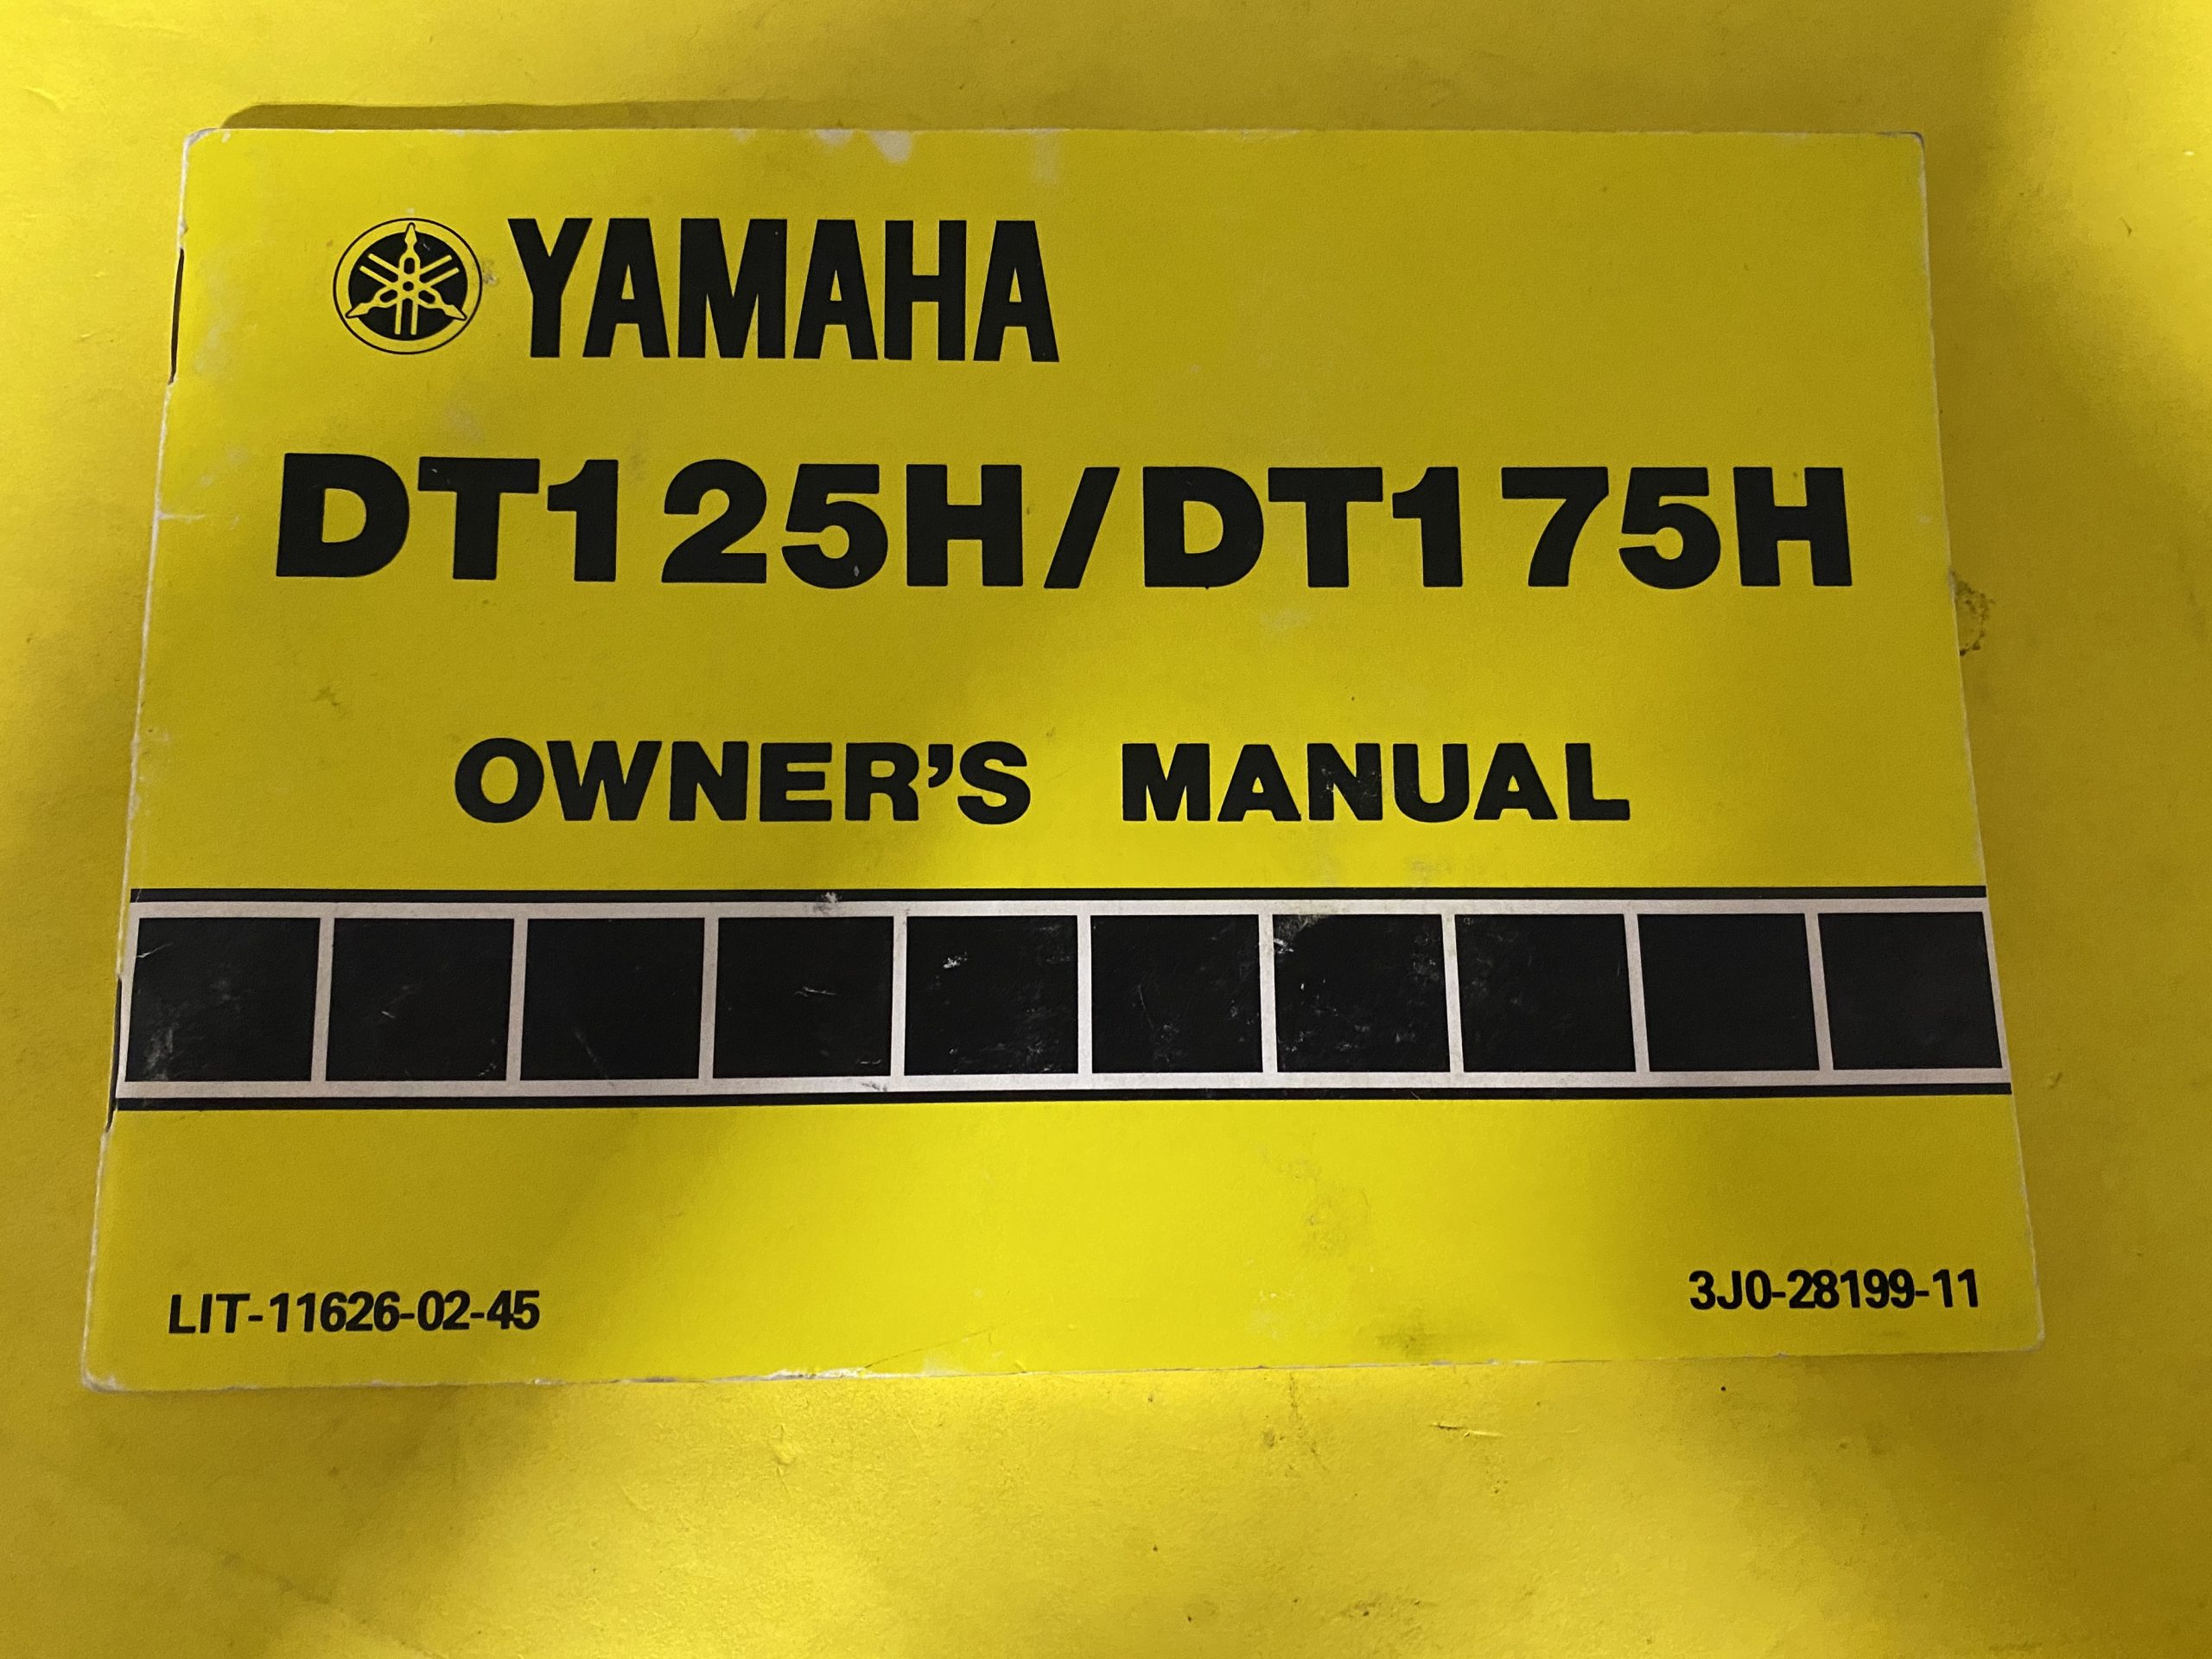 YAMAHA
DT125H/DT175H
OWNER'S MANUAL
LIT-11626-02-45
3J0-28199-11